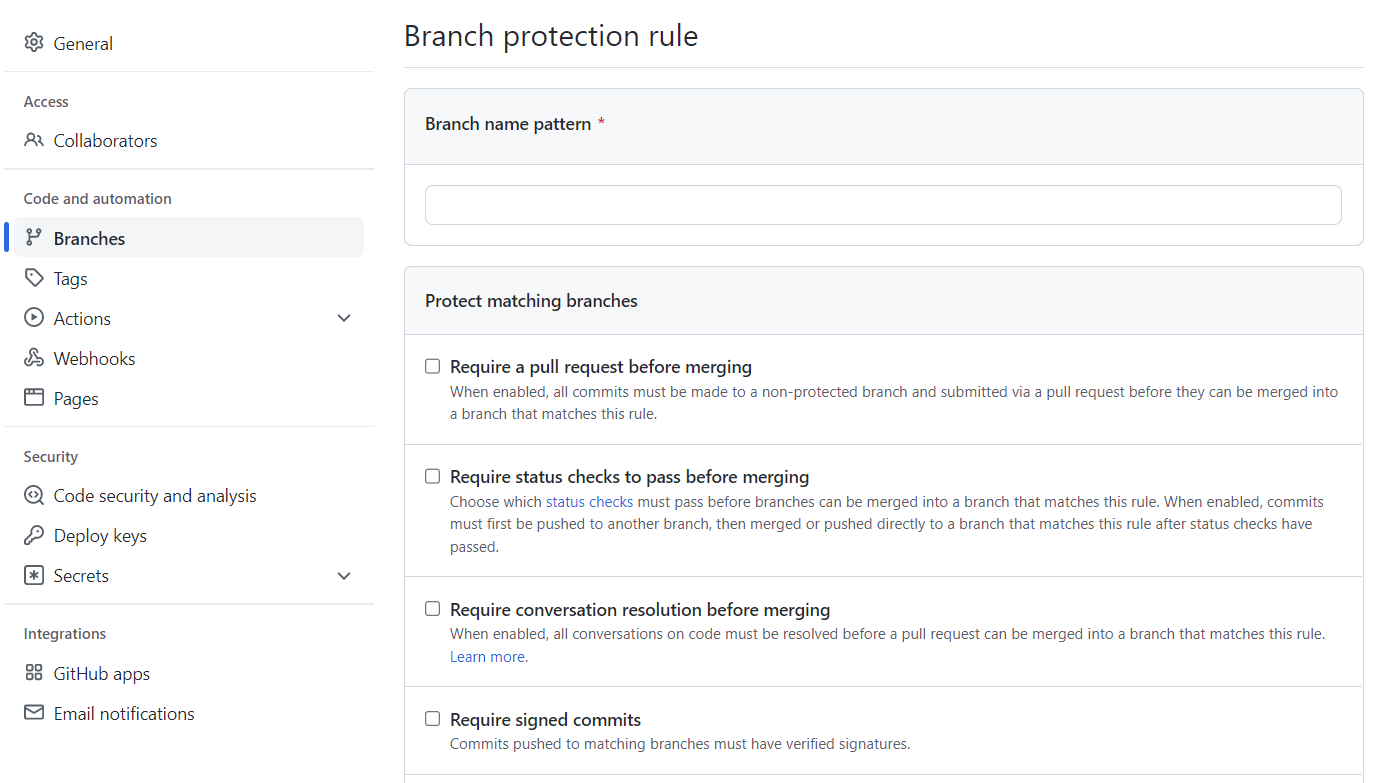 General
Access
Collaborators
Code and automation
Branches
Tags
Actions
Webhooks
Pages
Security
Code security and analysis
Deploy keys
Secrets
Integrations
GitHub apps
Email notifications
Branch protection rule
Branch name pattern *
Protect matching branches
Require a pull request before merging
When enabled, all commits must be made to a non-protected branch and submitted via a pull request before they can be merged into
a branch that matches this rule.
Require status checks to pass before merging
Choose which status checks must pass before branches can be merged into a branch that matches this rule. When enabled, commits
must first be pushed to another branch, then merged or pushed directly to a branch that matches this rule after status checks have
passed.
Require conversation resolution before merging
When enabled, all conversations on code must be resolved before a pull request can be merged into a branch that matches this rule.
Learn more.
Require signed commits
Commits pushed to matching branches must have verified signatures.